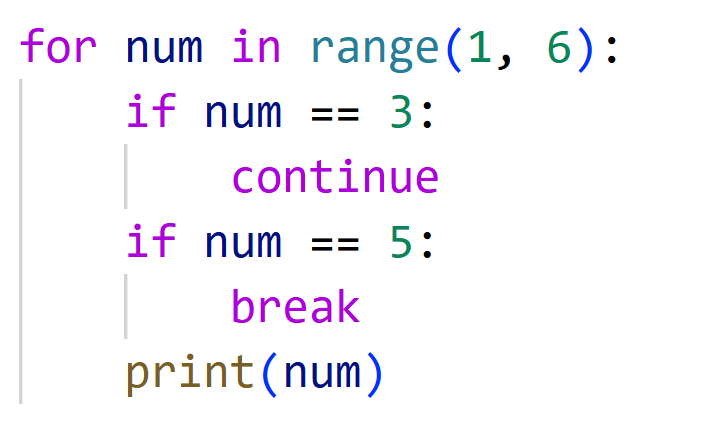 for num in range(1, 6):
    if num == 3:
        continue
    if num == 5:
        break
    print(num)